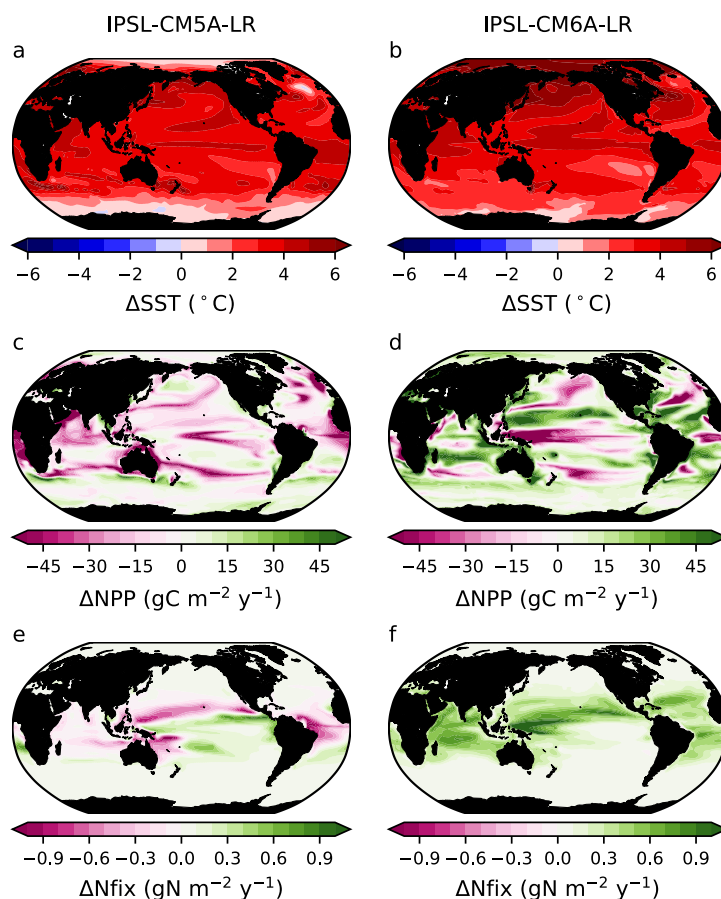 IPSL-CM5A-LR IPSL-CM6A-LR
a b
−6 −4 −2 0 2 4 6 −6 −4 −2 0 2 4 6
ΔSST (°C) ΔSST (°C)
c d
−45 −30 −15 0 15 30 45 −45 −30 −15 0 15 30 45
ΔNPP (gC m⁻² y⁻¹) ΔNPP (gC m⁻² y⁻¹)
e f
−0.9 −0.6 −0.3 0.0 0.3 0.6 0.9 −0.9 −0.6 −0.3 0.0 0.3 0.6 0.9
ΔNfix (gN m⁻² y⁻¹) ΔNfix (gN m⁻² y⁻¹)